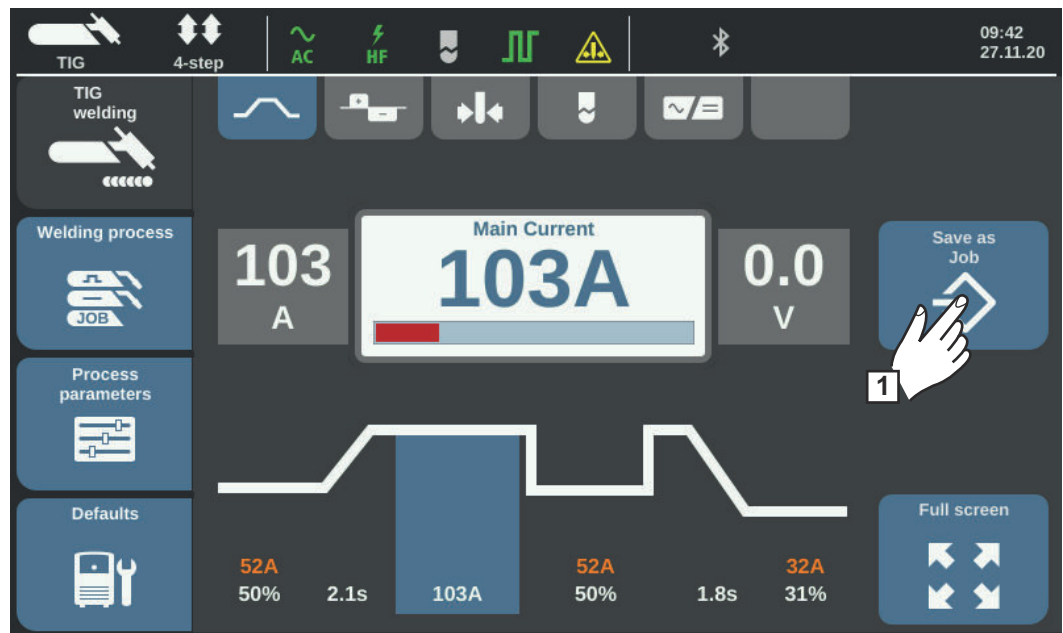 TIG
4-step
AC
HF
09:42
27.11.20
TIG
welding
Welding process
JOB
Process
parameters
Defaults
103
A
Main Current
103A
0.0
V
Save as
Job
1
52A
50%
2.1s
103A
52A
50%
1.8s
32A
31%
Full screen